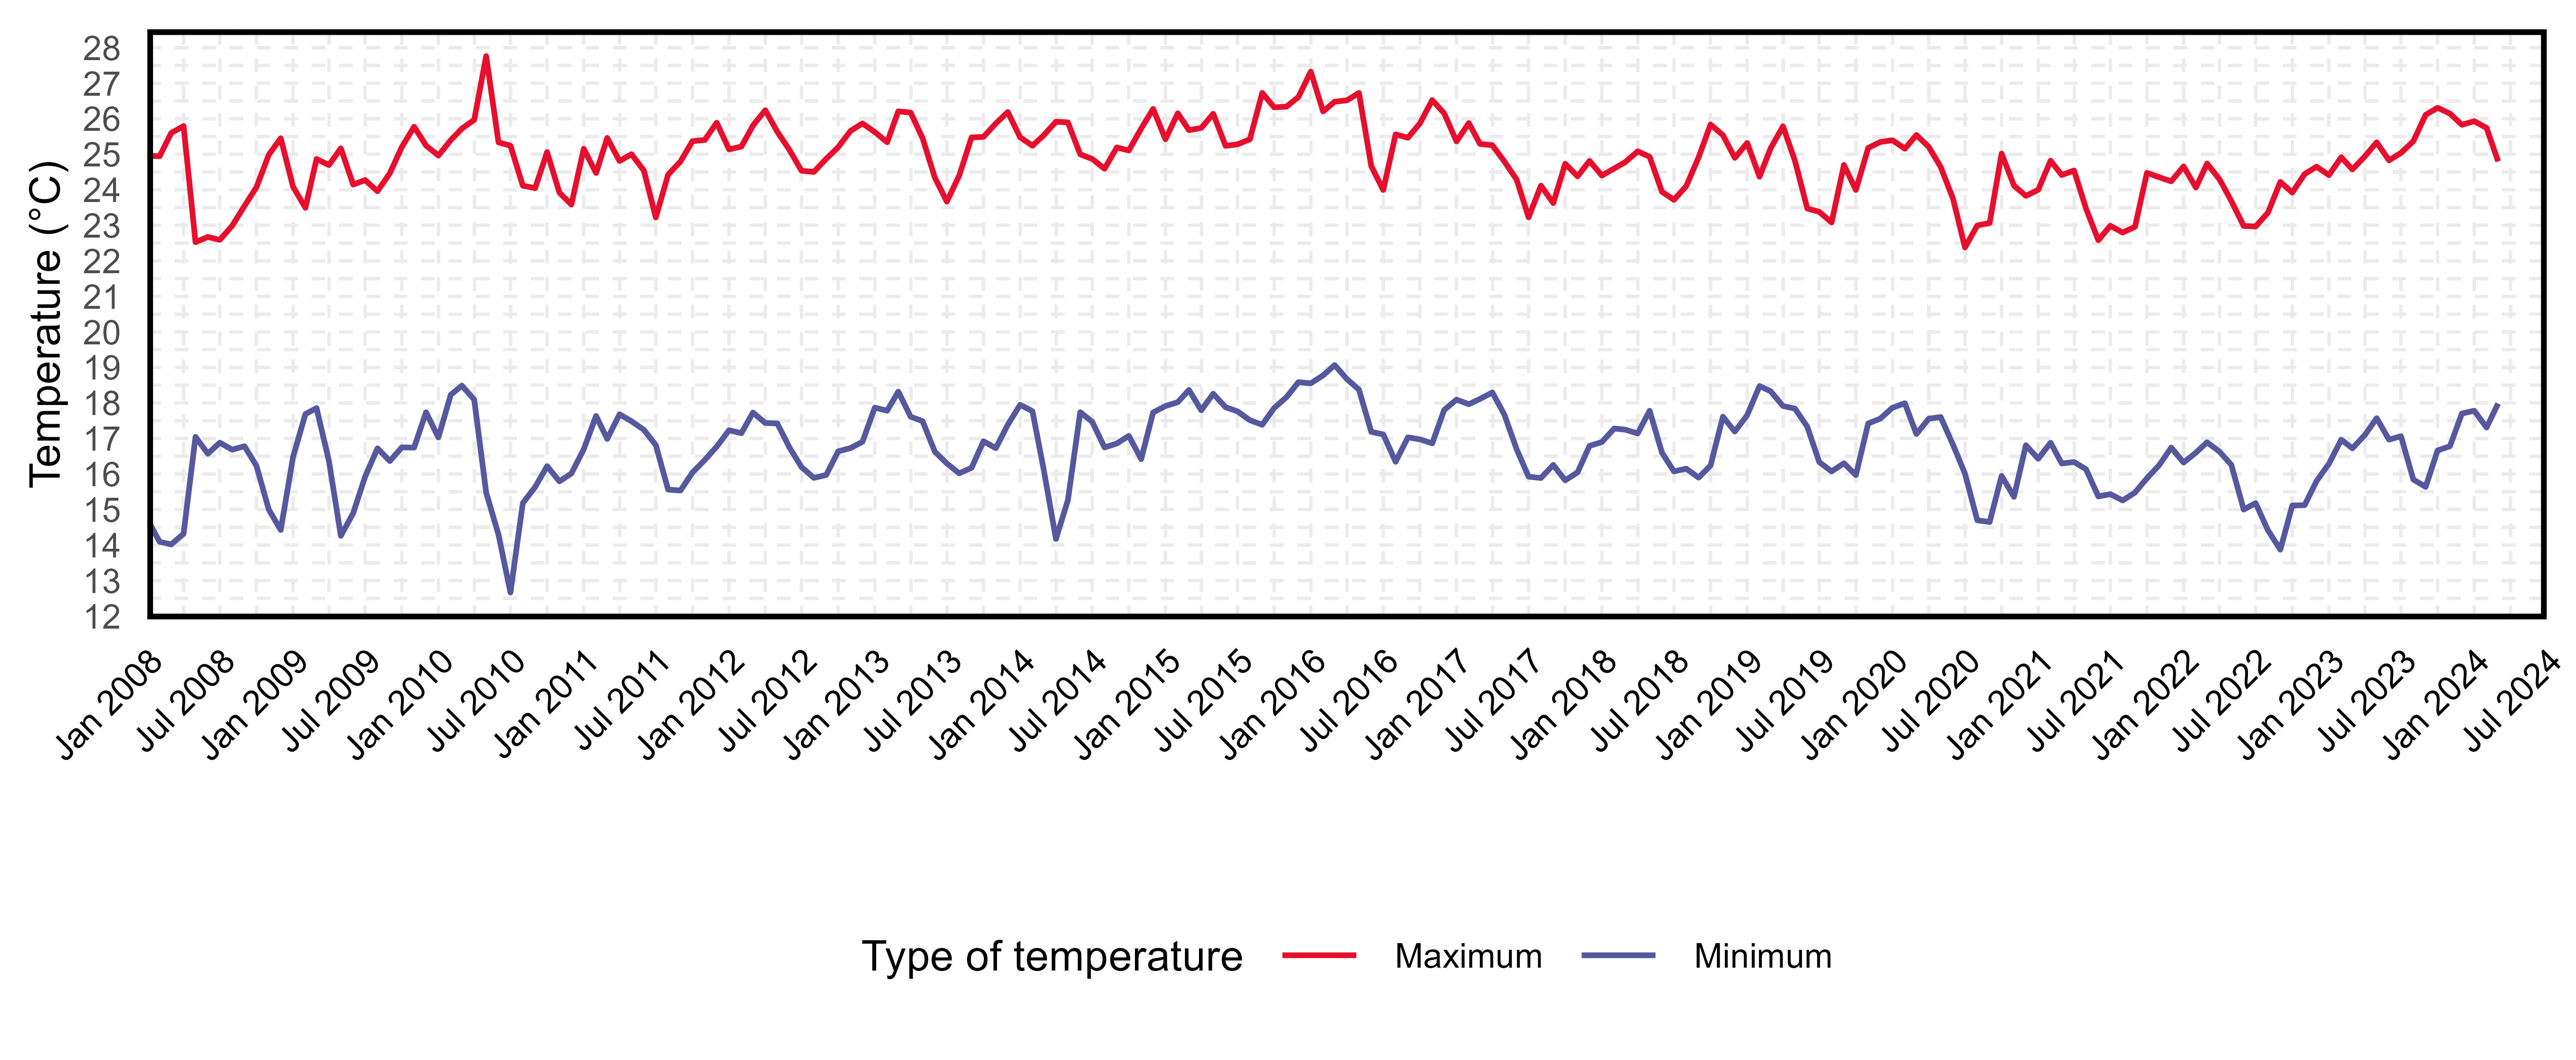 Temperature (°C)
28
27
26
25
24
23
22
21
20
19
18
17
16
15
14
13
12
Jan 2008
Jul 2008
Jan 2009
Jul 2009
Jan 2010
Jul 2010
Jan 2011
Jul 2011
Jan 2012
Jul 2012
Jan 2013
Jul 2013
Jan 2014
Jul 2014
Jan 2015
Jul 2015
Jan 2016
Jul 2016
Jan 2017
Jul 2017
Jan 2018
Jul 2018
Jan 2019
Jul 2019
Jan 2020
Jul 2020
Jan 2021
Jul 2021
Jan 2022
Jul 2022
Jan 2023
Jul 2023
Jan 2024
Jul 2024
Type of temperature Maximum Minimum